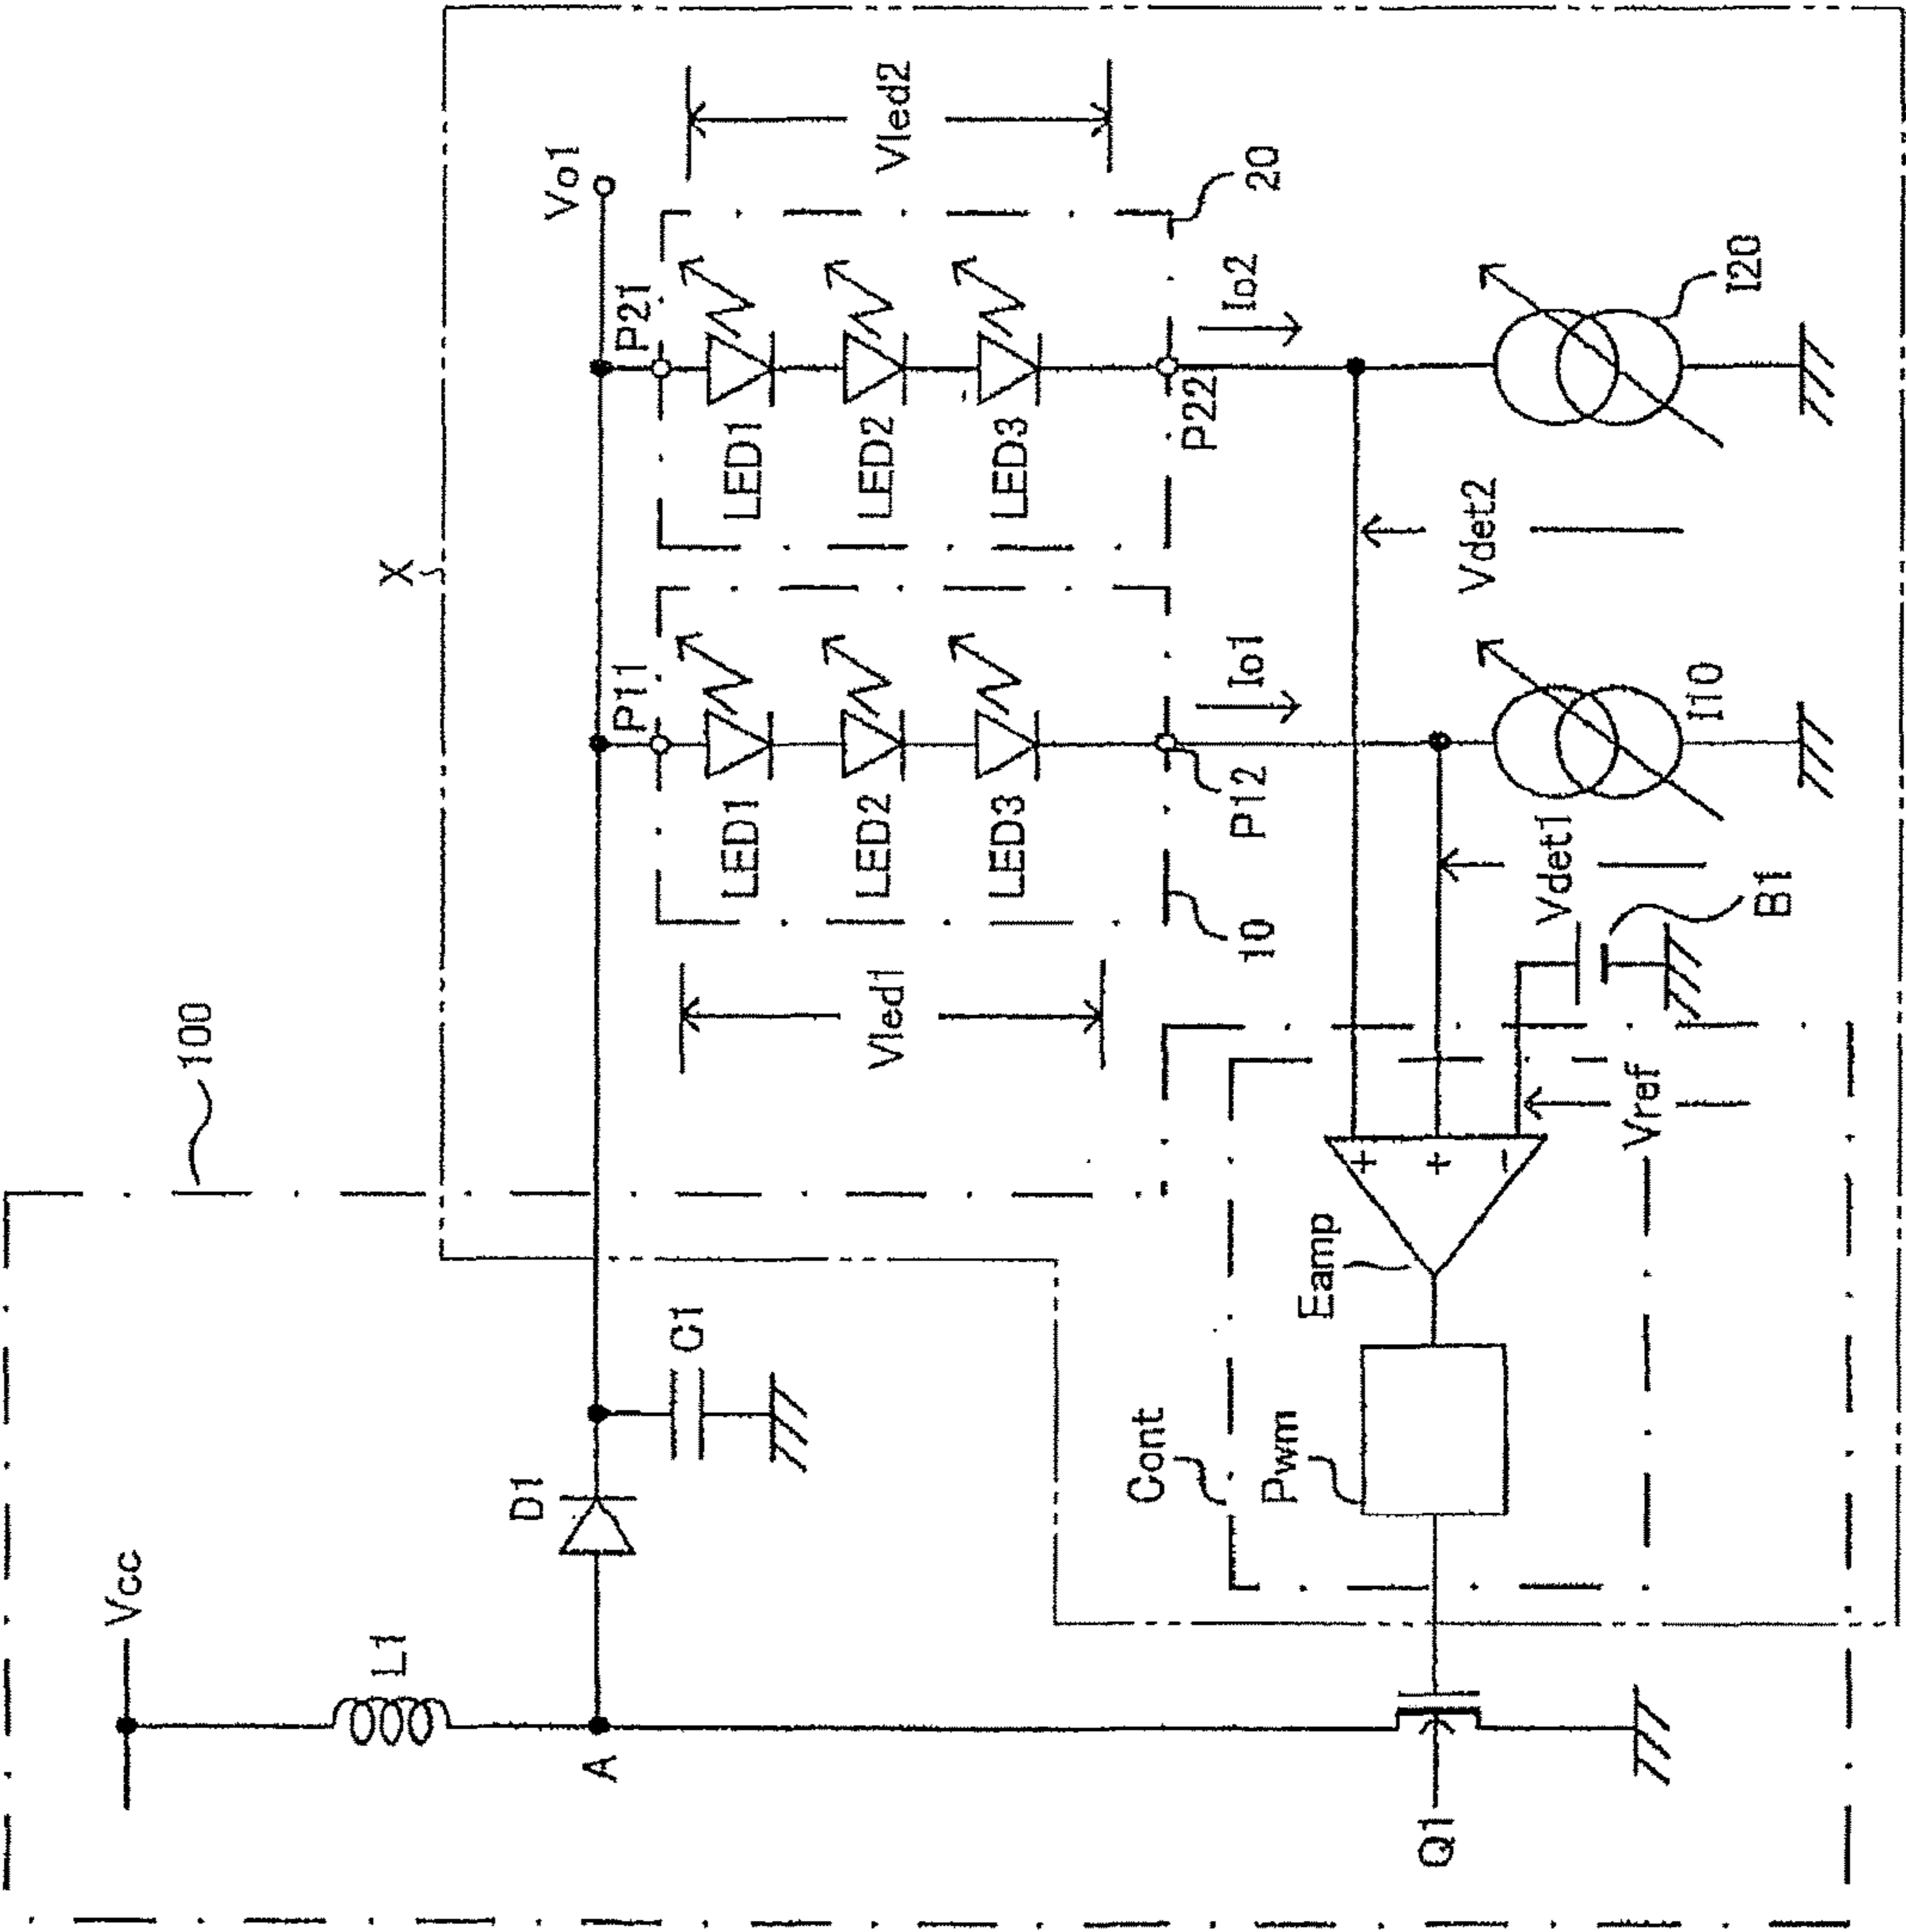 100
X
Vcc
L1
A
D1
C1
Vo1
P11
P21
LED1
LED2
LED3
LED1
LED2
LED3
Vled1
Vled2
10
20
P12
P22
Io1
Io2
Vdet1
Vdet2
I10
I20
B1
Vref
+
+
−
Eamp
Cont
Pwm
Q1